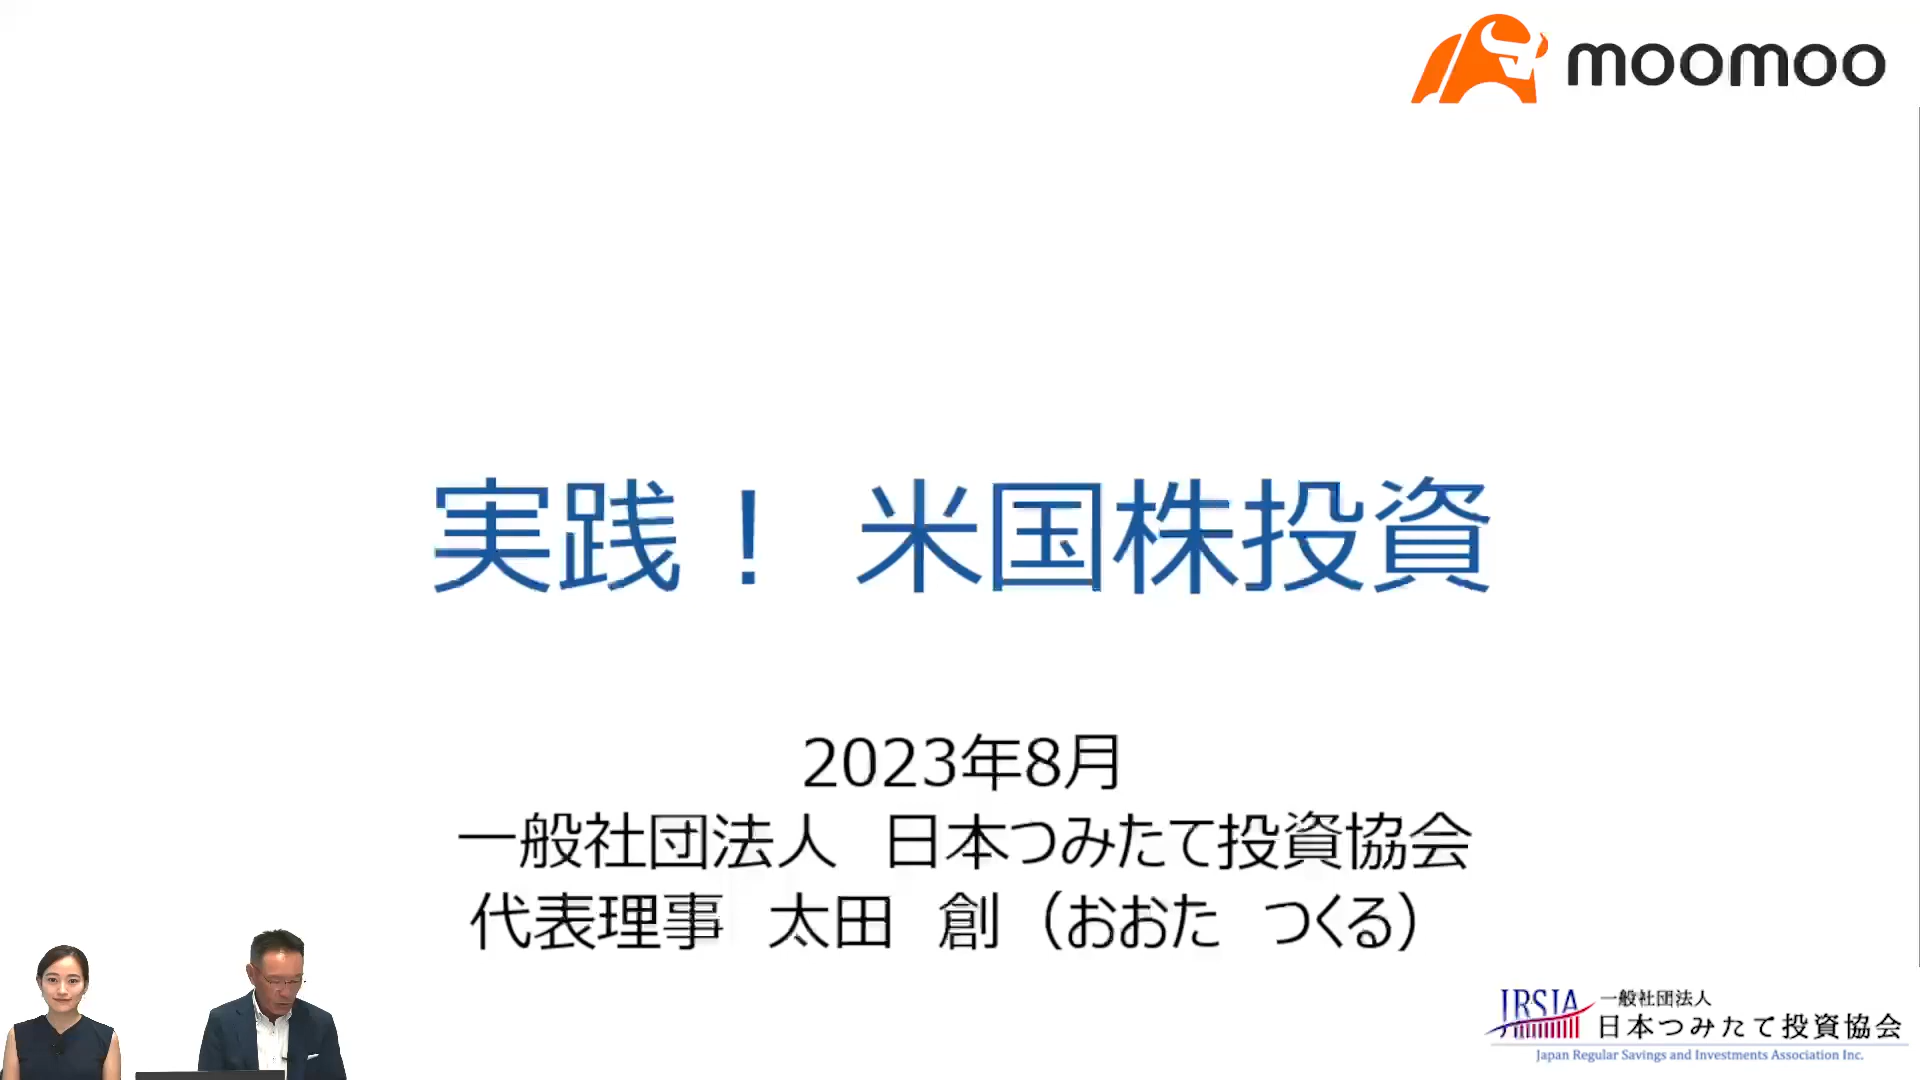 moomoo
実践！　米国株投資
2023年8月
一般社団法人　日本つみたて投資協会
代表理事　太田　創（おおた　つくる）
JRSIA 一般社団法人
日本つみたて投資協会
Japan Regular Savings and Investments Association Inc.